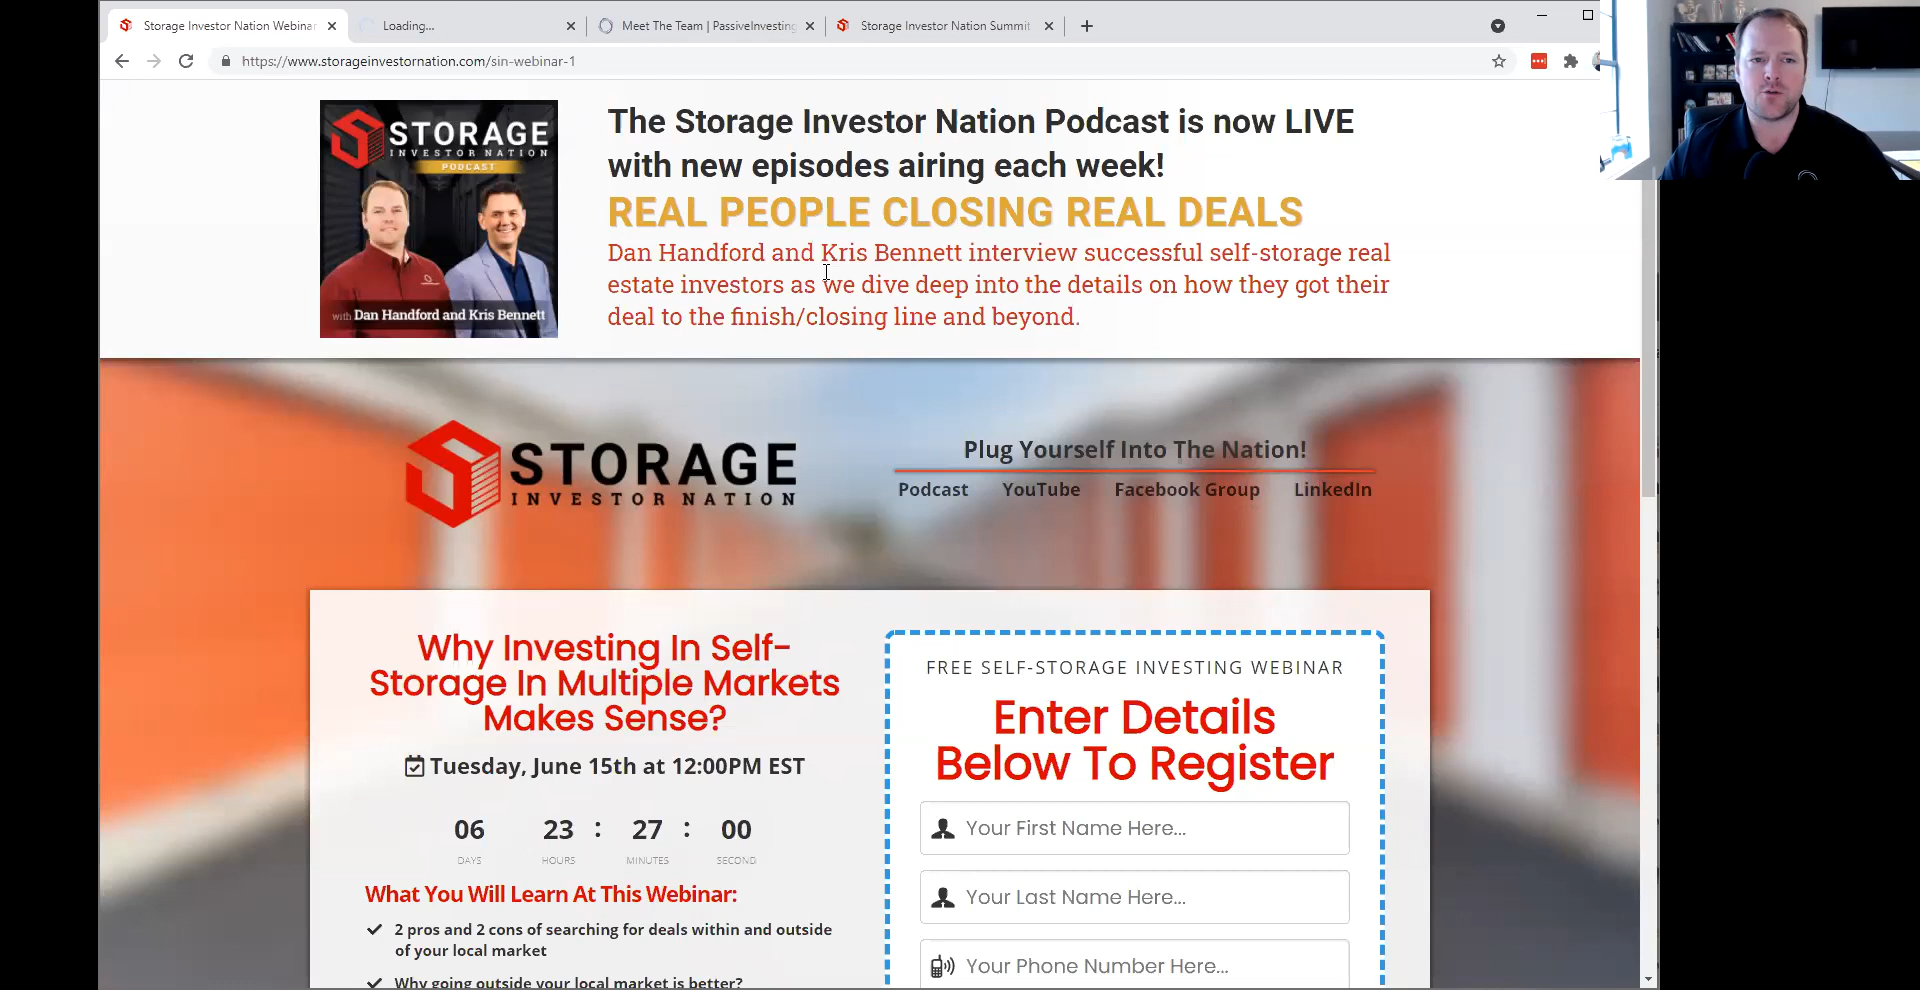 Storage Investor Nation Webinar
Loading...
Meet The Team | PassiveInvesting
Storage Investor Nation Summit
https://www.storageinvestornation.com/sin-webinar-1
STORAGE
INVESTOR NATION
PODCAST
with Dan Handford and Kris Bennett
The Storage Investor Nation Podcast is now LIVE
with new episodes airing each week!
REAL PEOPLE CLOSING REAL DEALS
Dan Handford and Kris Bennett interview successful self-storage real
estate investors as we dive deep into the details on how they got their
deal to the finish/closing line and beyond.
STORAGE
INVESTOR NATION
Plug Yourself Into The Nation!
Podcast YouTube Facebook Group LinkedIn
Why Investing In Self-
Storage In Multiple Markets
Makes Sense?
Tuesday, June 15th at 12:00PM EST
06 23 : 27 : 00
DAYS HOURS MINUTES SECOND
What You Will Learn At This Webinar:
2 pros and 2 cons of searching for deals within and outside
of your local market
Why going outside your local market is better?
FREE SELF-STORAGE INVESTING WEBINAR
Enter Details
Below To Register
Your First Name Here...
Your Last Name Here...
Your Phone Number Here...